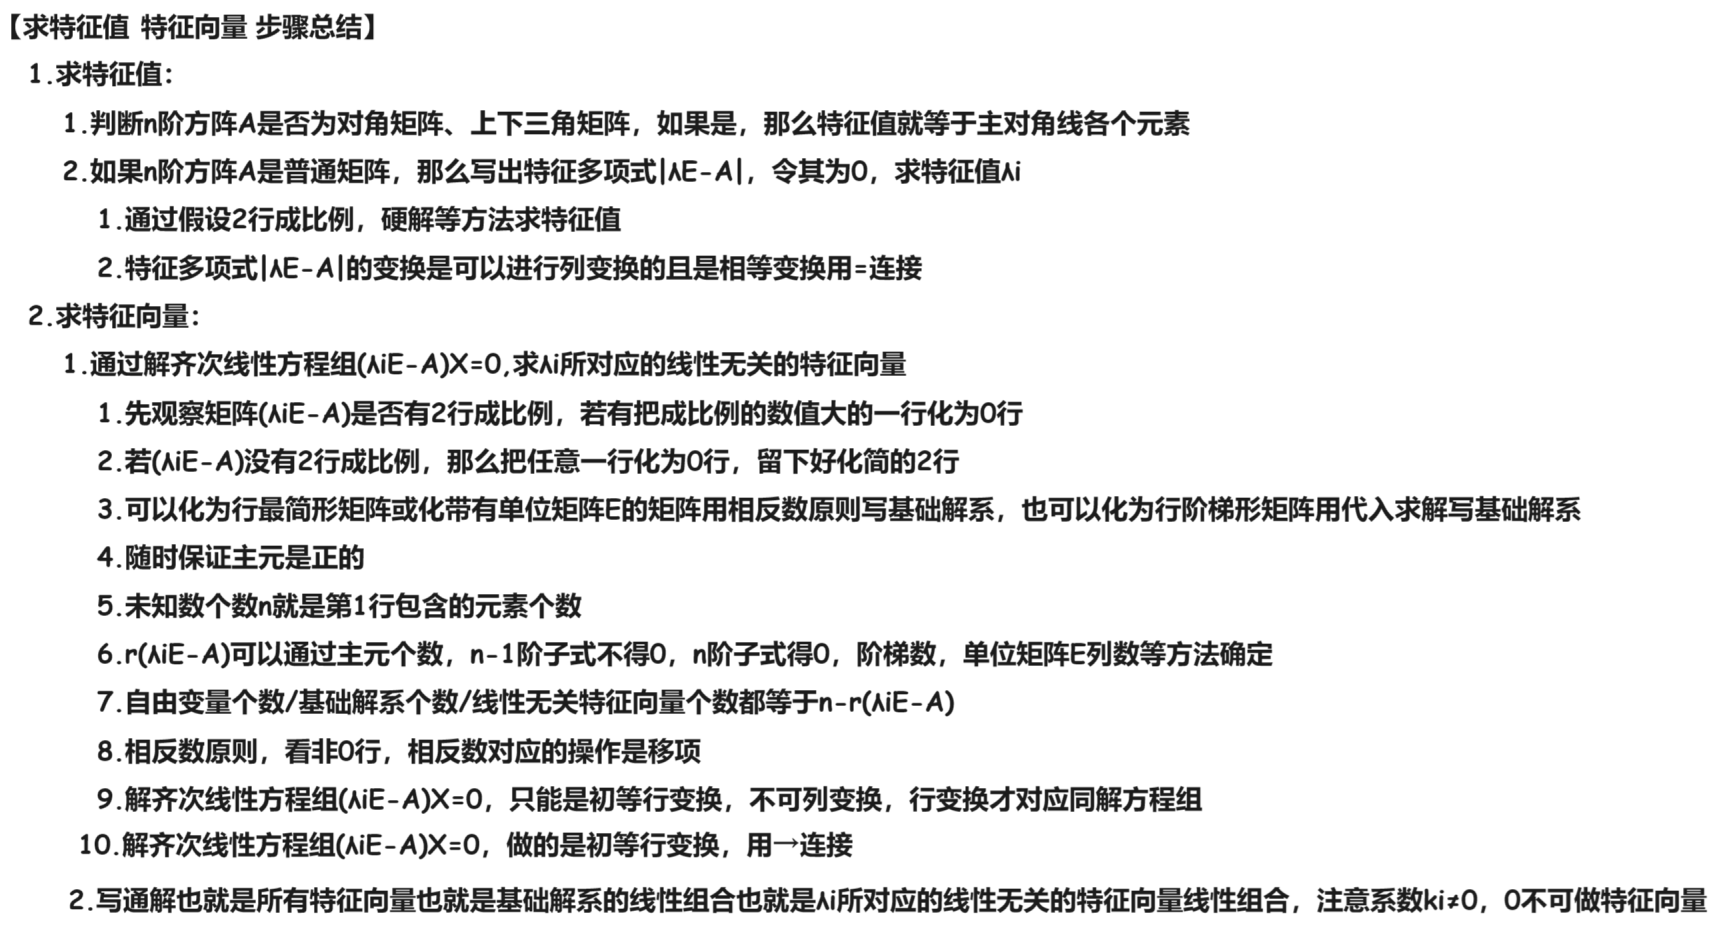 【求特征值 特征向量 步骤总结】
1.求特征值：
1.判断n阶方阵A是否为对角矩阵、上下三角矩阵，如果是，那么特征值就等于主对角线各个元素
2.如果n阶方阵A是普通矩阵，那么写出特征多项式|λE-A|，令其为0，求特征值λi
1.通过假设2行成比例，硬解等方法求特征值
2.特征多项式|λE-A|的变换是可以进行列变换的且是相等变换用=连接
2.求特征向量：
1.通过解齐次线性方程组(λiE-A)X=0,求λi所对应的线性无关的特征向量
1.先观察矩阵(λiE-A)是否有2行成比例，若有把成比例的数值大的一行化为0行
2.若(λiE-A)没有2行成比例，那么把任意一行化为0行，留下好化简的2行
3.可以化为行最简形矩阵或化带有单位矩阵E的矩阵用相反数原则写基础解系，也可以化为行阶梯形矩阵用代入求解写基础解系
4.随时保证主元是正的
5.未知数个数n就是第1行包含的元素个数
6.r(λiE-A)可以通过主元个数，n-1阶子式不得0，n阶子式得0，阶梯数，单位矩阵E列数等方法确定
7.自由变量个数/基础解系个数/线性无关特征向量个数都等于n-r(λiE-A)
8.相反数原则，看非0行，相反数对应的操作是移项
9.解齐次线性方程组(λiE-A)X=0，只能是初等行变换，不可列变换，行变换才对应同解方程组
10.解齐次线性方程组(λiE-A)X=0，做的是初等行变换，用→连接
2.写通解也就是所有特征向量也就是基础解系的线性组合也就是λi所对应的线性无关的特征向量线性组合，注意系数ki≠0，0不可做特征向量